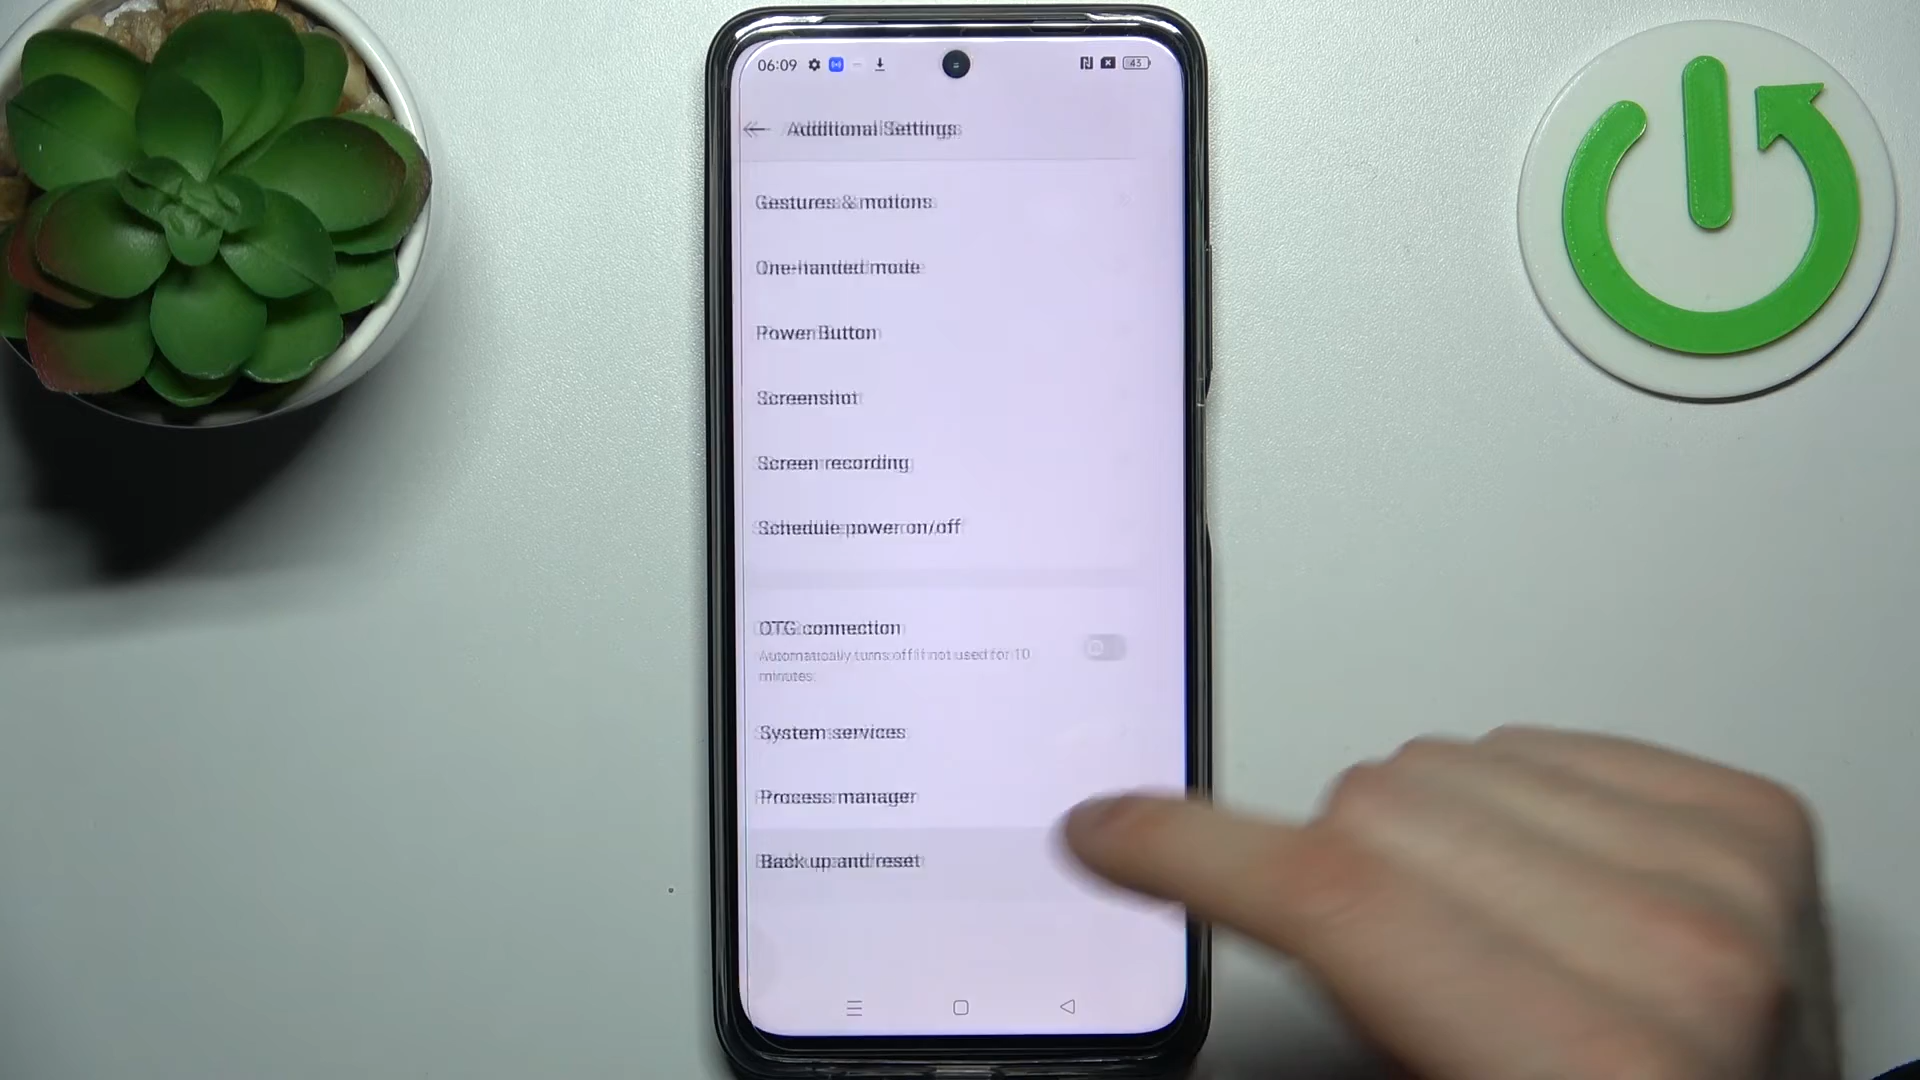 06:09 43
Additional Settings
Gestures & motions
One-handed mode
Power Button
Screenshot
Screen recording
Schedule power on/off
OTG connection
Automatically turns off if not used for 10
minutes.
System services
Process manager
Back up and reset